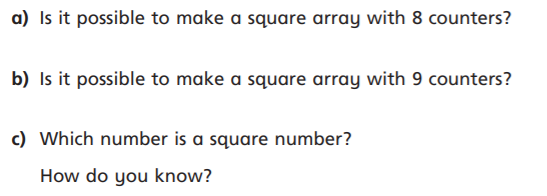 a) Is it possible to make a square array with 8 counters?
b) Is it possible to make a square array with 9 counters?
c) Which number is a square number?
How do you know?